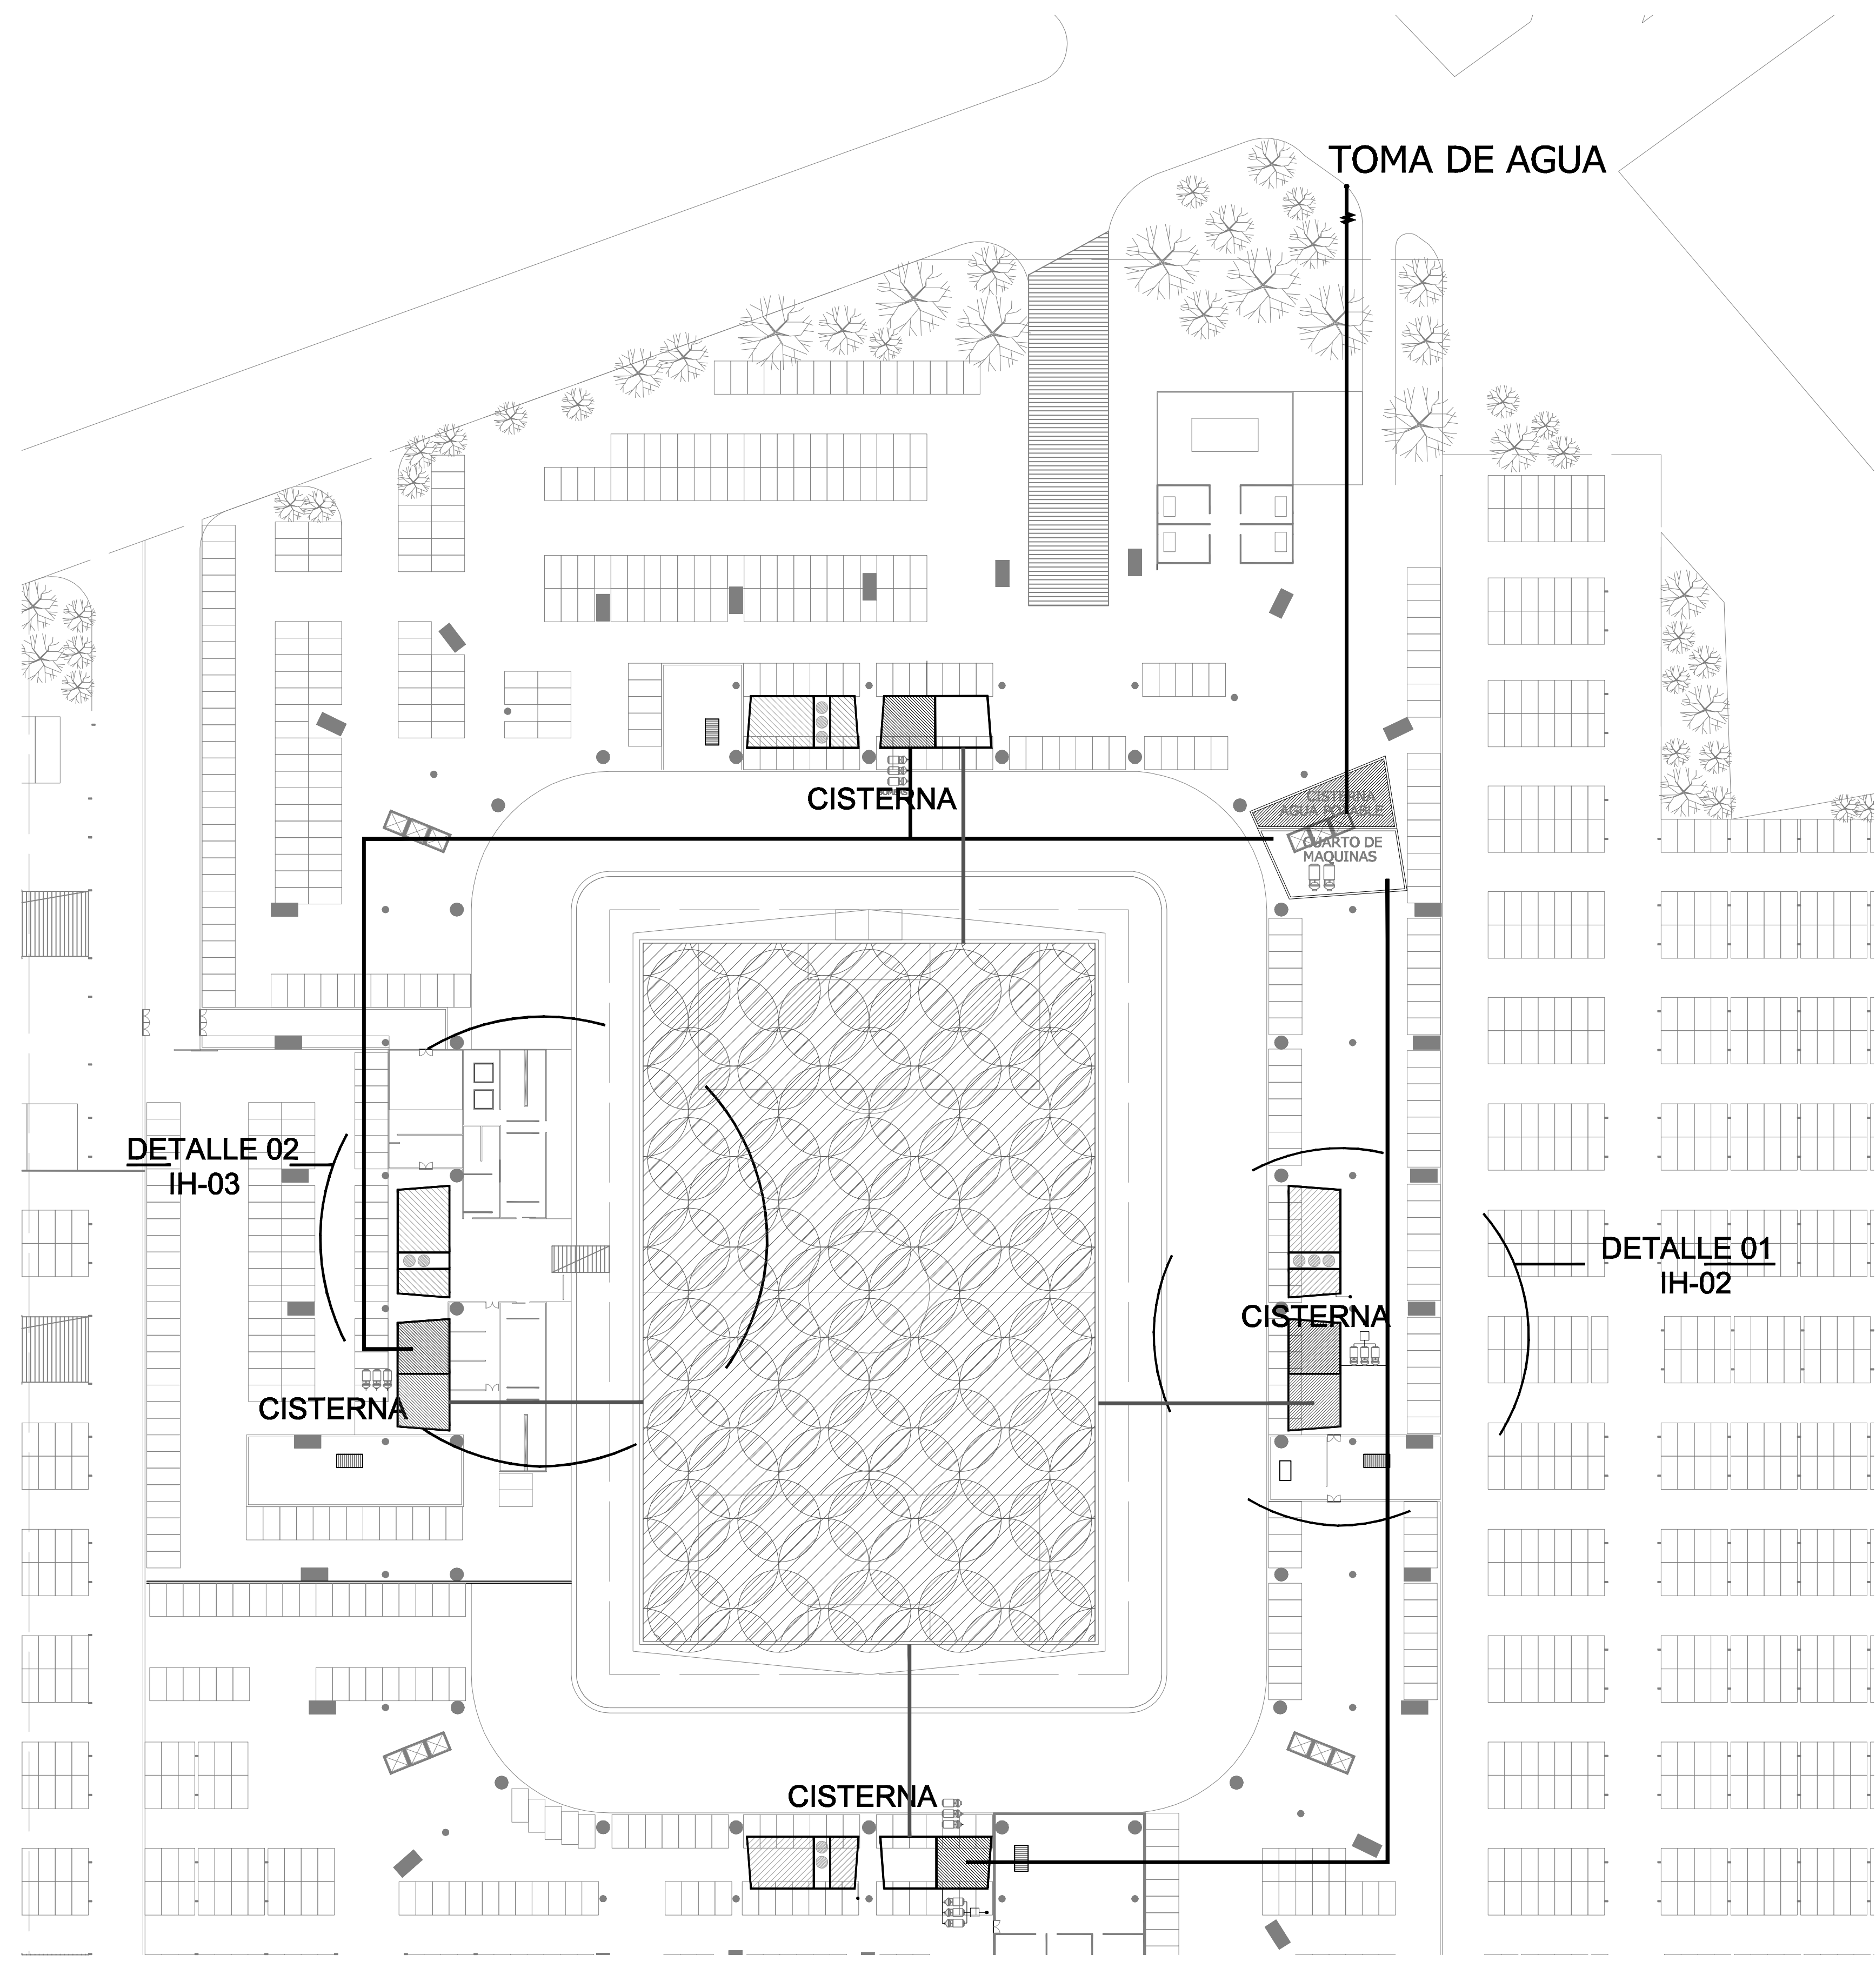 TOMA DE AGUA
CISTERNA
CISTERNA
AGUA POTABLE
CUARTO DE
MAQUINAS
DETALLE 02
IH-03
DETALLE 01
IH-02
CISTERNA
CISTERNA
CISTERNA